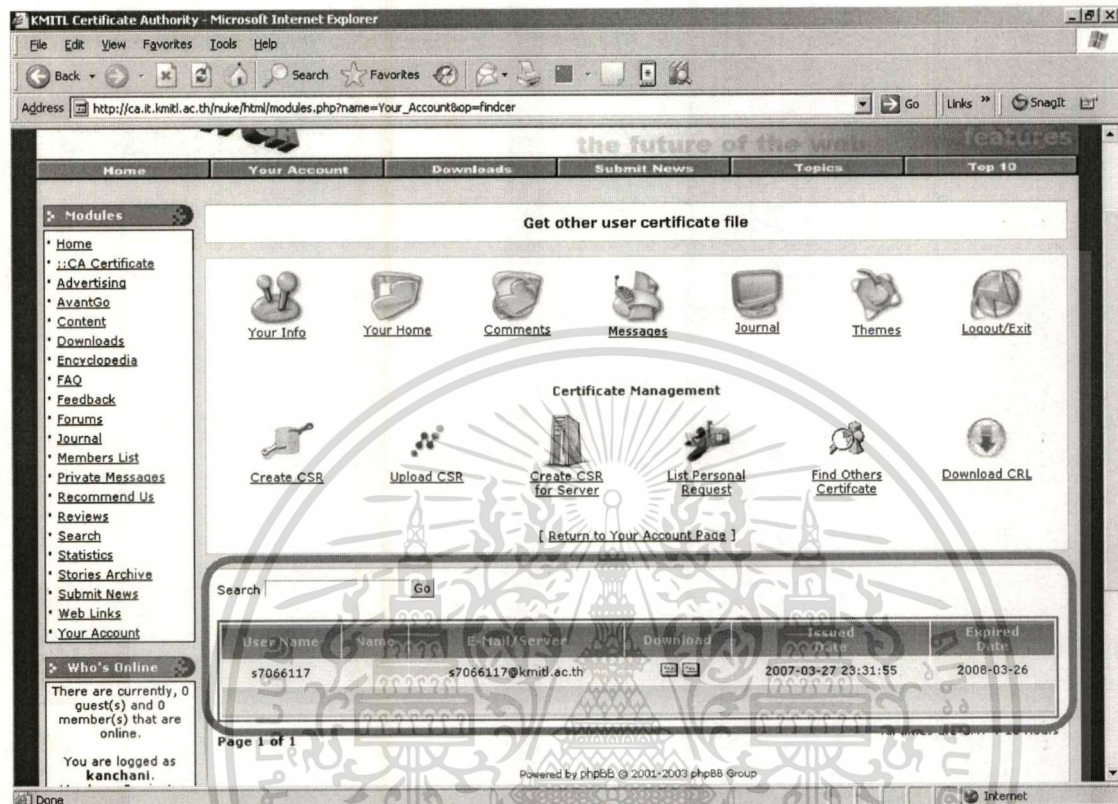 KMITL Certificate Authority - Microsoft Internet Explorer
File Edit View Favorites Tools Help
Back Search Favorites
Address http://ca.it.kmitl.ac.th/nuke/html/modules.php?name=Your_Account&op=findcer Go Links » SnagIt
the future of the web features
Home Your Account Downloads Submit News Topics Top 10
Modules
Home
::CA Certificate
Advertising
AvantGo
Content
Downloads
Encyclopedia
FAQ
Feedback
Forums
Journal
Members List
Private Messages
Recommend Us
Reviews
Search
Statistics
Stories Archive
Submit News
Web Links
Your Account
Who's Online
There are currently, 0
guest(s) and 0
member(s) that are
online.
You are logged as
kanchani.
Get other user certificate file
Your Info Your Home Comments Messages Journal Themes Logout/Exit
Certificate Management
Create CSR Upload CSR Create CSR for Server List Personal Request Find Others Certifcate Download CRL
[ Return to Your Account Page ]
Search Go
User Name Name E-Mail/Server Download Issued Date Expired Date
s7066117 s7066117@kmitl.ac.th 2007-03-27 23:31:55 2008-03-26
Page 1 of 1
Powered by phpBB © 2001-2003 phpBB Group
Done Internet